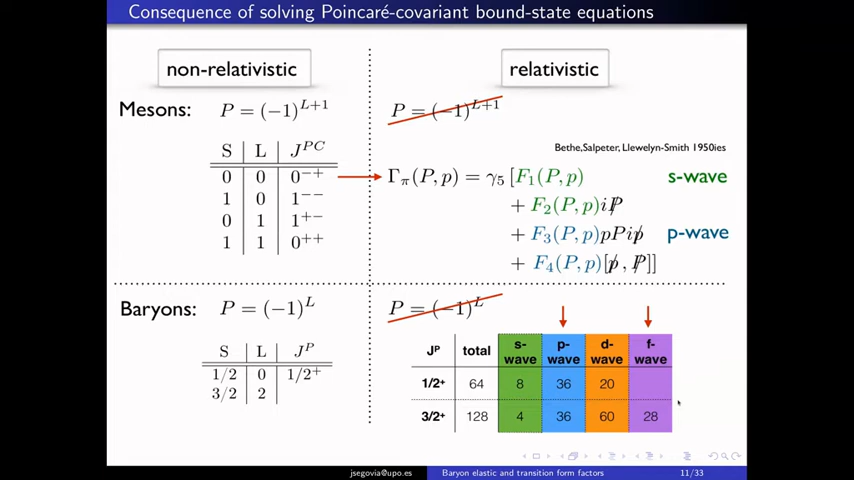 Consequence of solving Poincaré-covariant bound-state equations
non-relativistic
relativistic
Mesons: P = (−1)^{L+1}
P = (−1)^{L+1}
Bethe,Salpeter, Llewelyn-Smith 1950ies
S L J^{PC}
0 0 0^{−+}
1 0 1^{−−}
0 1 1^{+−}
1 1 0^{++}
Γ_π(P, p) = γ_5 [F_1(P, p) s-wave
+ F_2(P, p)iP̸
+ F_3(P, p)pPip̸ p-wave
+ F_4(P, p)[p̸ , P̸]]
Baryons: P = (−1)^L
P = (−1)^L
S L J^P
1/2 0 1/2^+
3/2 2
J^P total s-wave p-wave d-wave f-wave
1/2+ 64 8 36 20
3/2+ 128 4 36 60 28
jsegovia@upo.es Baryon elastic and transition form factors 11/33